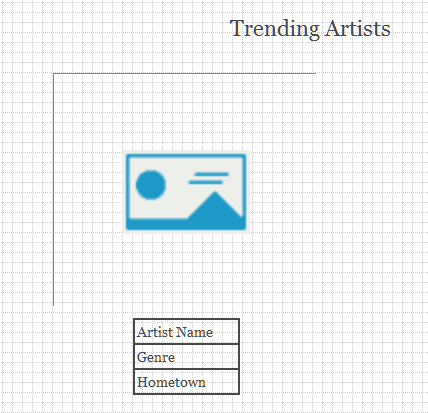 Trending Artists
Artist Name
Genre
Hometown